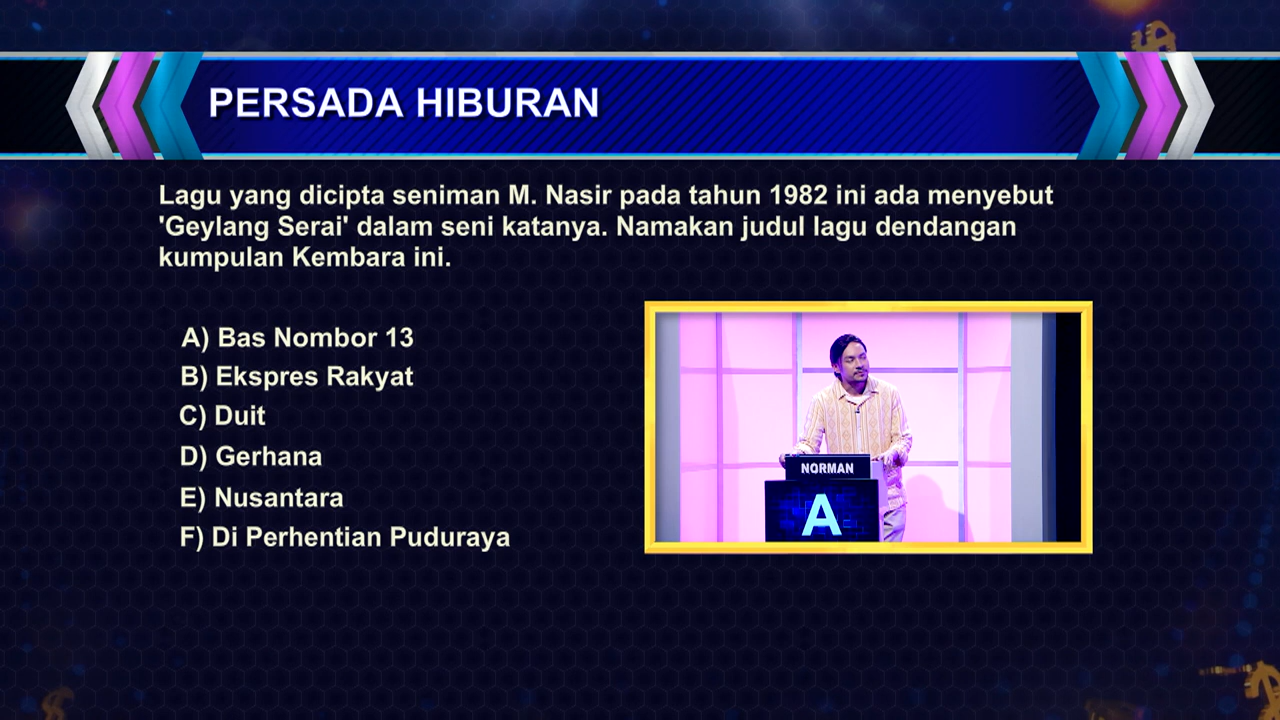 PERSADA HIBURAN
Lagu yang dicipta seniman M. Nasir pada tahun 1982 ini ada menyebut
'Geylang Serai' dalam seni katanya. Namakan judul lagu dendangan
kumpulan Kembara ini.
A) Bas Nombor 13
B) Ekspres Rakyat
C) Duit
D) Gerhana
E) Nusantara
F) Di Perhentian Puduraya
NORMAN
A